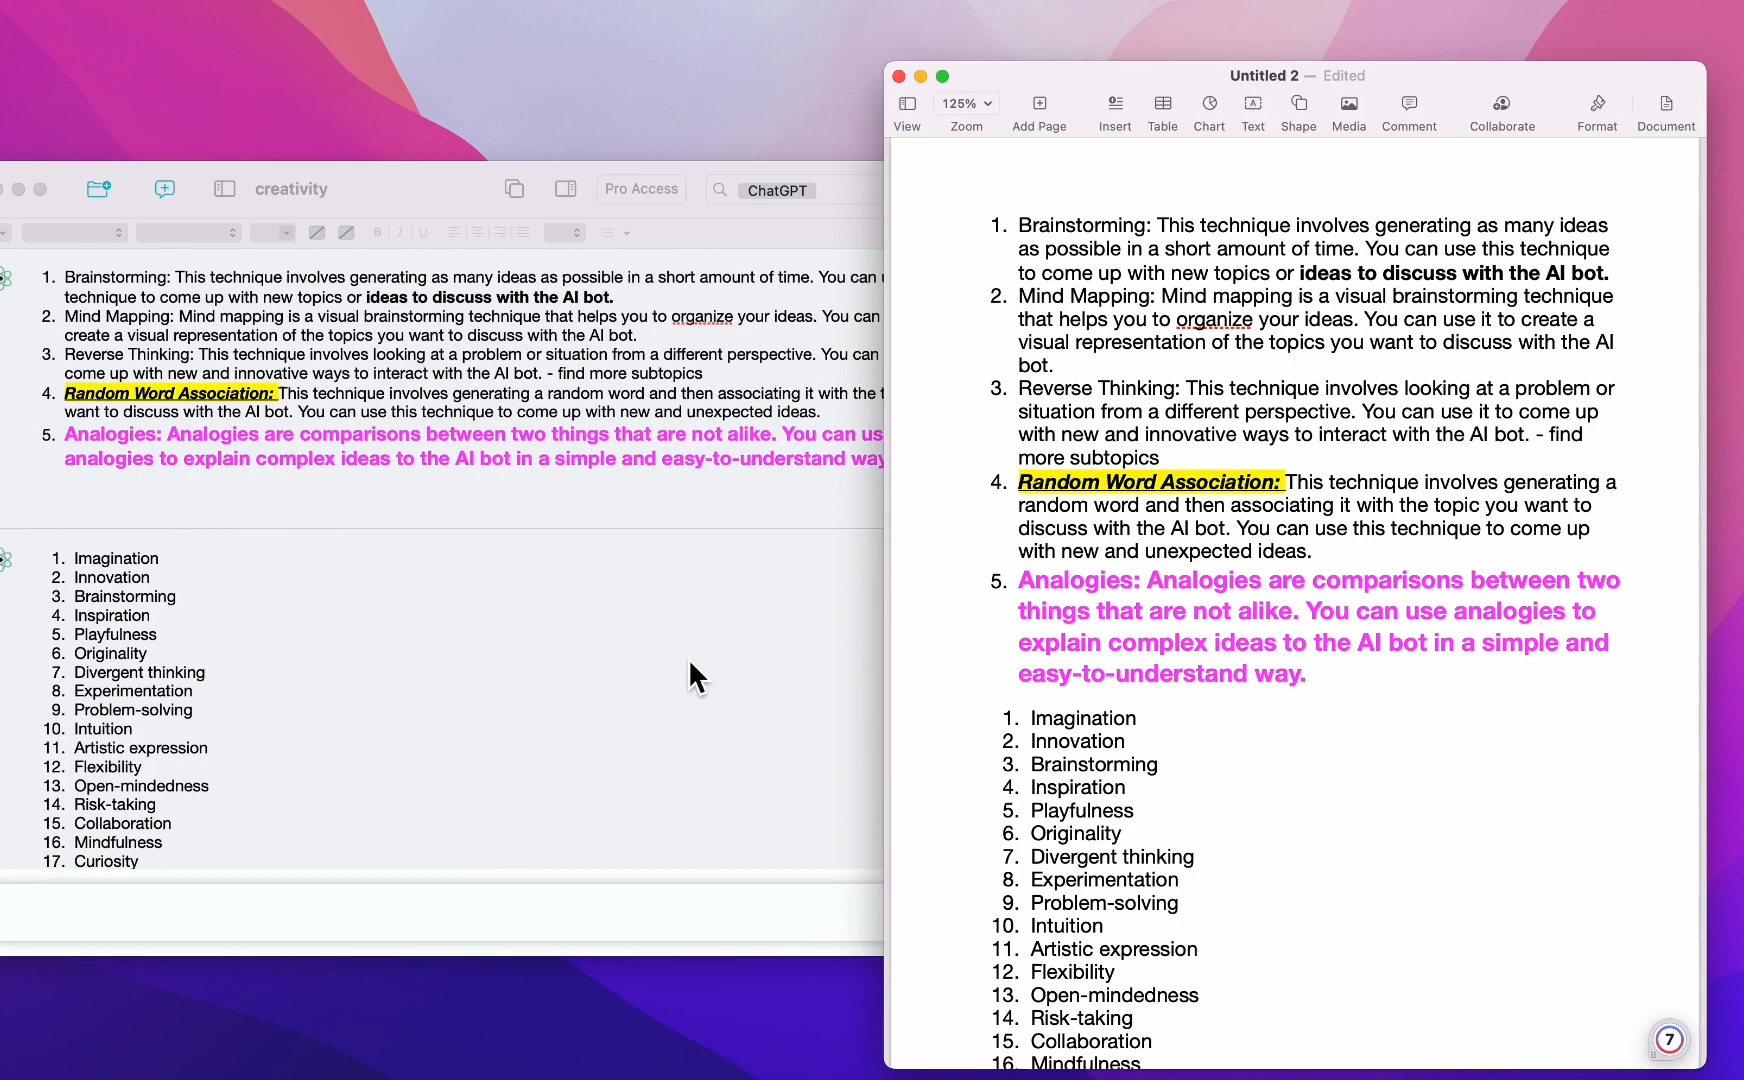 creativity
Pro Access
ChatGPT
B I U
1. Brainstorming: This technique involves generating as many ideas as possible in a short amount of time. You can
technique to come up with new topics or ideas to discuss with the AI bot.
2. Mind Mapping: Mind mapping is a visual brainstorming technique that helps you to organize your ideas. You can
create a visual representation of the topics you want to discuss with the AI bot.
3. Reverse Thinking: This technique involves looking at a problem or situation from a different perspective. You can
come up with new and innovative ways to interact with the AI bot. - find more subtopics
4. Random Word Association: This technique involves generating a random word and then associating it with the
want to discuss with the AI bot. You can use this technique to come up with new and unexpected ideas.
5. Analogies: Analogies are comparisons between two things that are not alike. You can us
analogies to explain complex ideas to the AI bot in a simple and easy-to-understand way
1. Imagination
2. Innovation
3. Brainstorming
4. Inspiration
5. Playfulness
6. Originality
7. Divergent thinking
8. Experimentation
9. Problem-solving
10. Intuition
11. Artistic expression
12. Flexibility
13. Open-mindedness
14. Risk-taking
15. Collaboration
16. Mindfulness
17. Curiosity
Untitled 2 — Edited
125%
View Zoom Add Page Insert Table Chart Text Shape Media Comment Collaborate Format Document
1. Brainstorming: This technique involves generating as many ideas
as possible in a short amount of time. You can use this technique
to come up with new topics or ideas to discuss with the AI bot.
2. Mind Mapping: Mind mapping is a visual brainstorming technique
that helps you to organize your ideas. You can use it to create a
visual representation of the topics you want to discuss with the AI
bot.
3. Reverse Thinking: This technique involves looking at a problem or
situation from a different perspective. You can use it to come up
with new and innovative ways to interact with the AI bot. - find
more subtopics
4. Random Word Association: This technique involves generating a
random word and then associating it with the topic you want to
discuss with the AI bot. You can use this technique to come up
with new and unexpected ideas.
5. Analogies: Analogies are comparisons between two
things that are not alike. You can use analogies to
explain complex ideas to the AI bot in a simple and
easy-to-understand way.
1. Imagination
2. Innovation
3. Brainstorming
4. Inspiration
5. Playfulness
6. Originality
7. Divergent thinking
8. Experimentation
9. Problem-solving
10. Intuition
11. Artistic expression
12. Flexibility
13. Open-mindedness
14. Risk-taking
15. Collaboration
16. Mindfulness
7